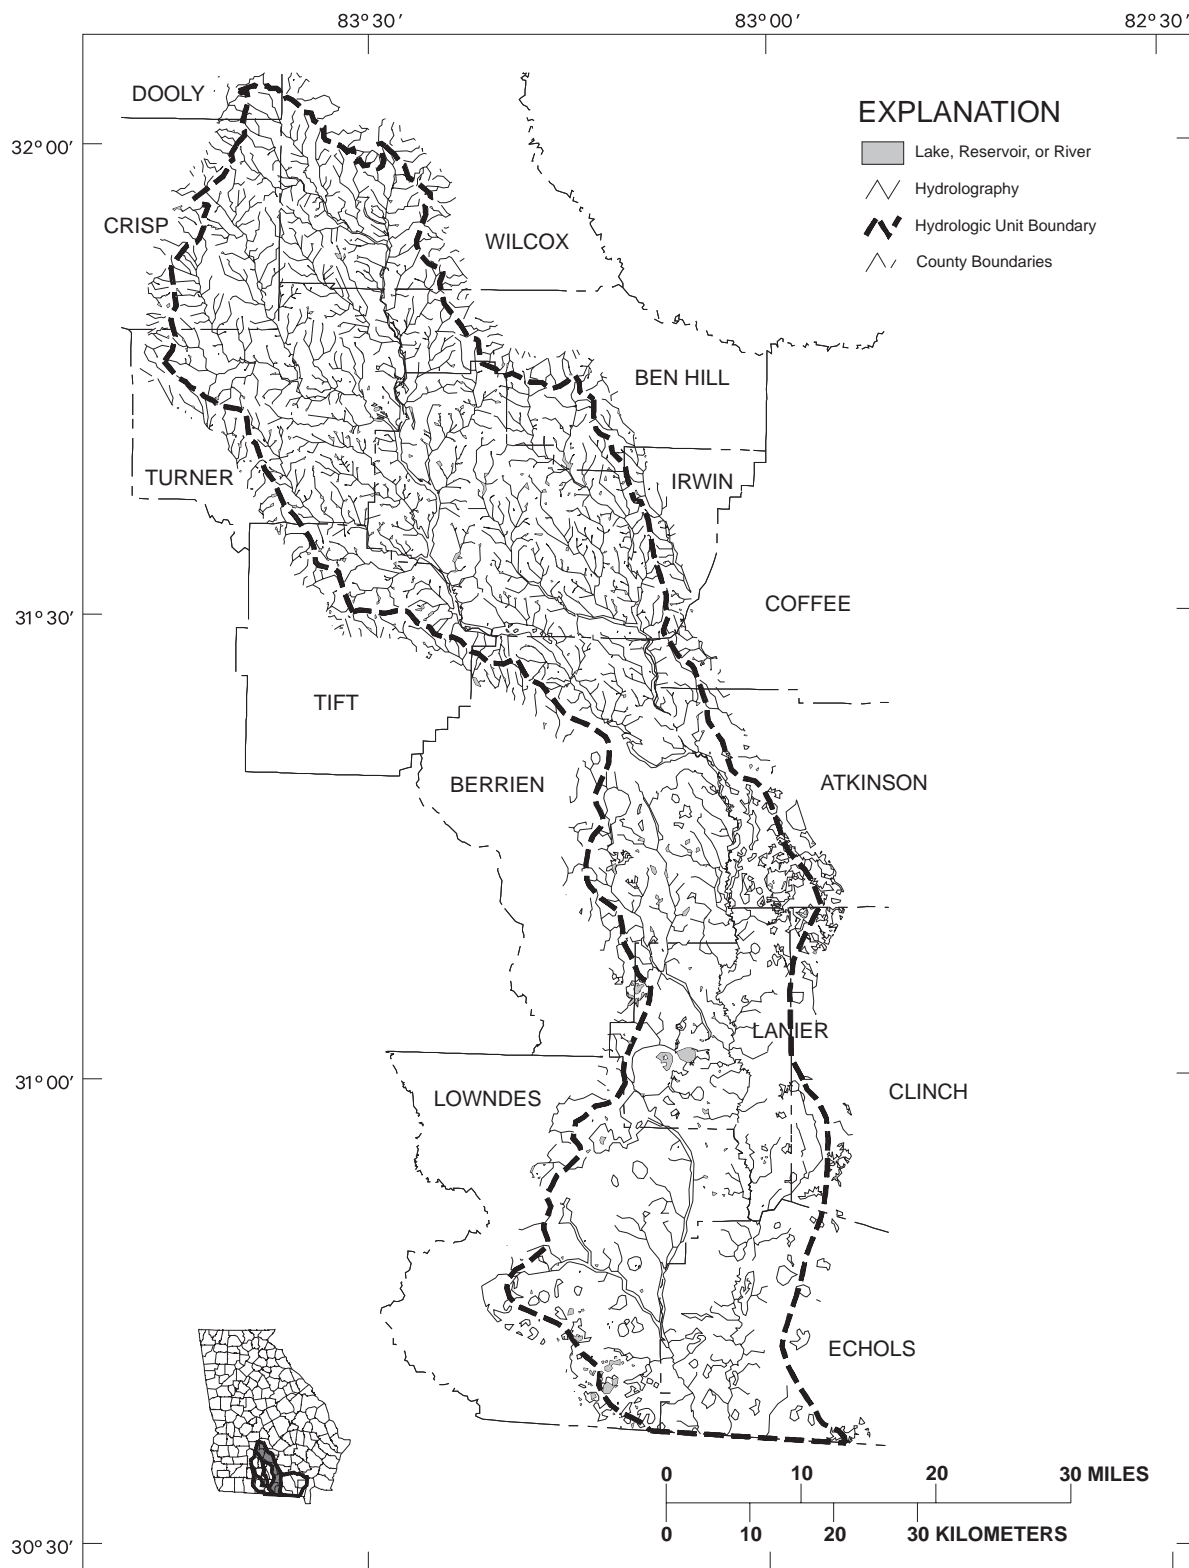 83° 30′ 83° 00′ 82° 30′
DOOLY
EXPLANATION
32° 00′
Lake, Reservoir, or River
Hydrolography
CRISP
Hydrologic Unit Boundary
WILCOX
County Boundaries
BEN HILL
TURNER
IRWIN
COFFEE
31° 30′
TIFT
BERRIEN
ATKINSON
LANIER
31° 00′
LOWNDES
CLINCH
ECHOLS
0 10 20 30 MILES
0 10 20 30 KILOMETERS
30° 30′